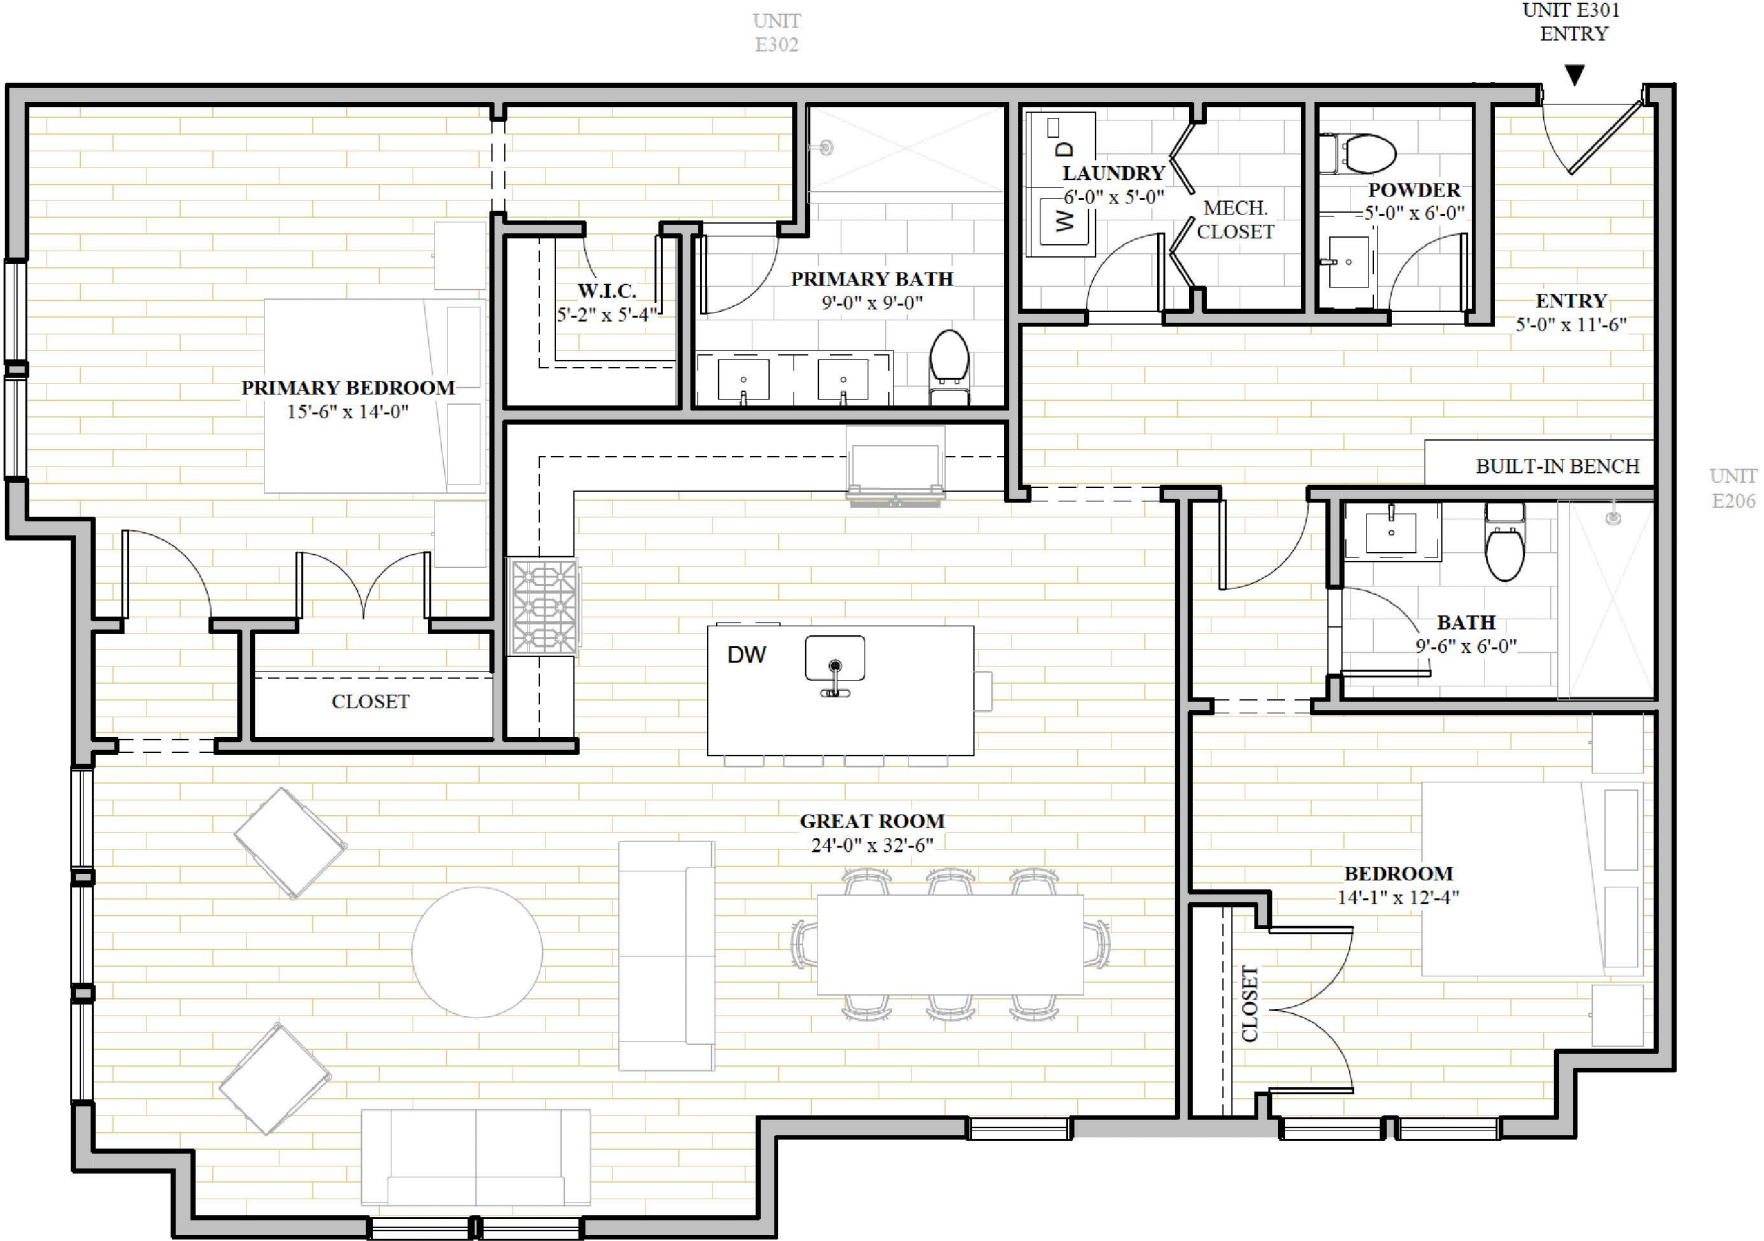 UNIT
E302
UNIT E301
ENTRY
D
W
LAUNDRY
6'-0" x 5'-0"
MECH.
CLOSET
POWDER
5'-0" x 6'-0"
ENTRY
5'-0" x 11'-6"
W.I.C.
5'-2" x 5'-4"
PRIMARY BATH
9'-0" x 9'-0"
PRIMARY BEDROOM
15'-6" x 14'-0"
BUILT-IN BENCH
UNIT
E206
BATH
9'-6" x 6'-0"
DW
CLOSET
GREAT ROOM
24'-0" x 32'-6"
BEDROOM
14'-1" x 12'-4"
CLOSET